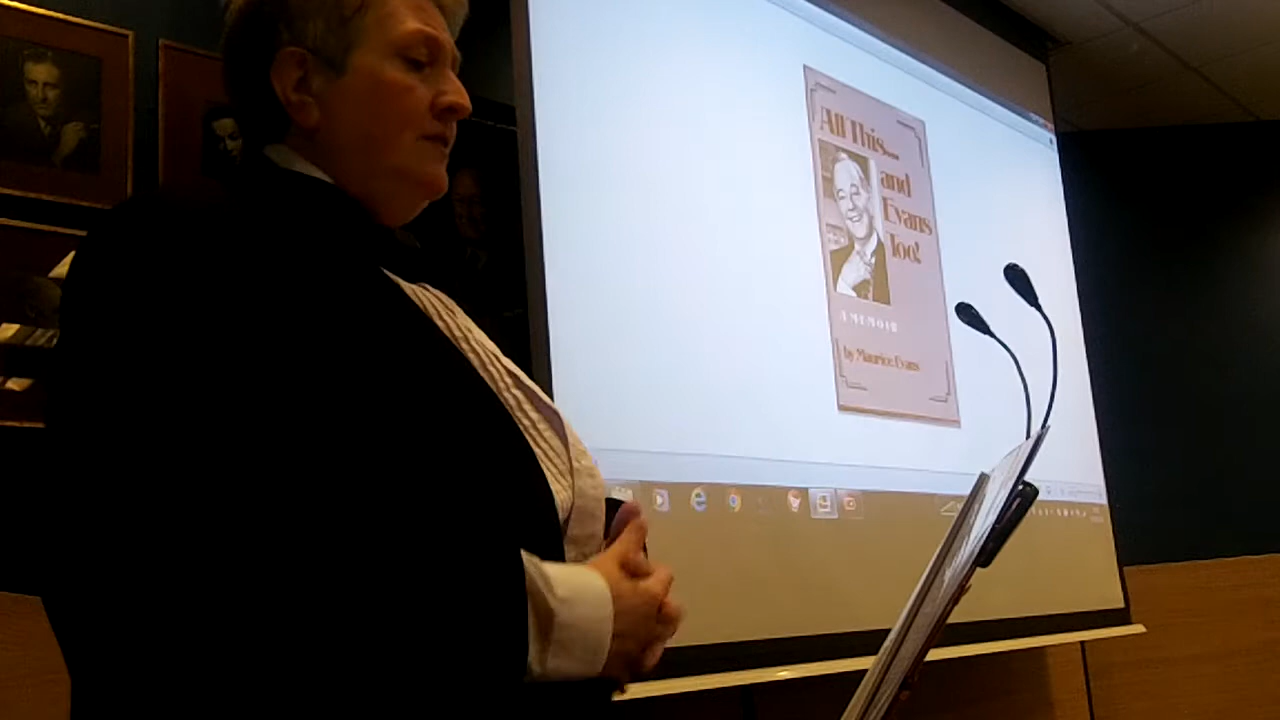 All This...
and
Evans
Too!
A MEMOIR
by Maurice Evans